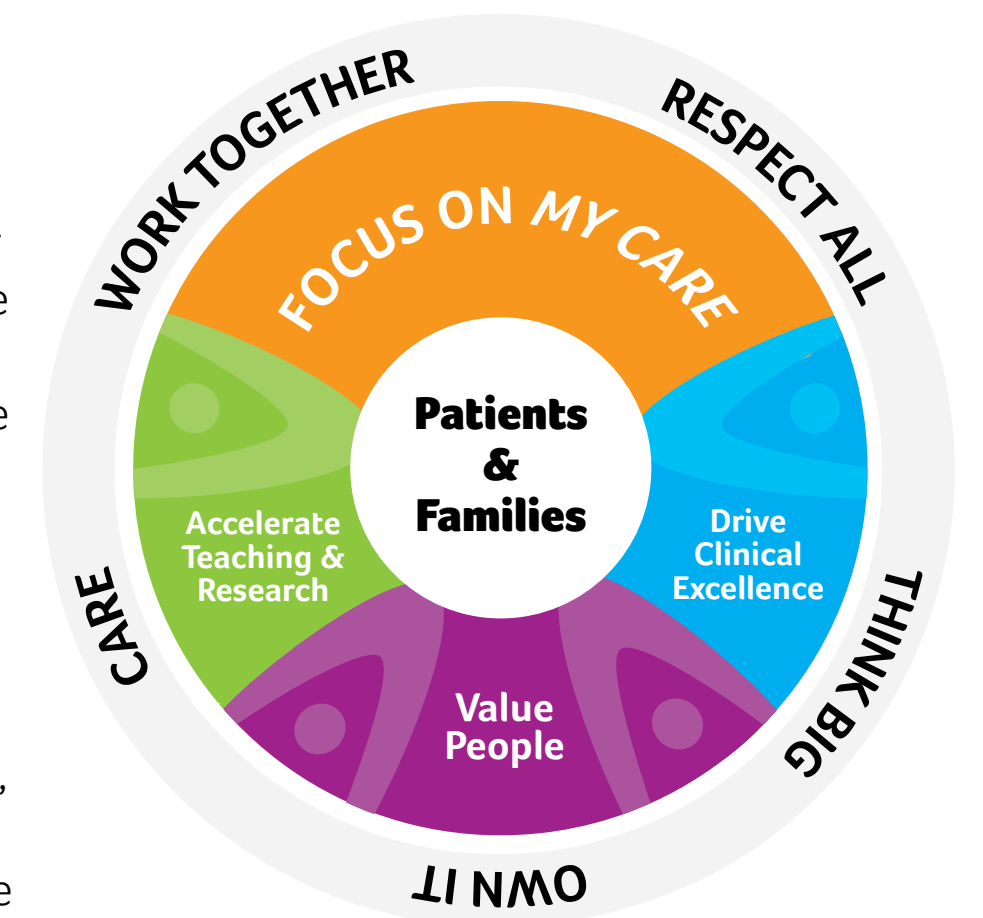 WORK TOGETHER
RESPECT ALL
FOCUS ON MY CARE
Patients
&
Families
Accelerate
Teaching &
Research
Drive
Clinical
Excellence
Value
People
CARE
THINK BIG
OWN IT